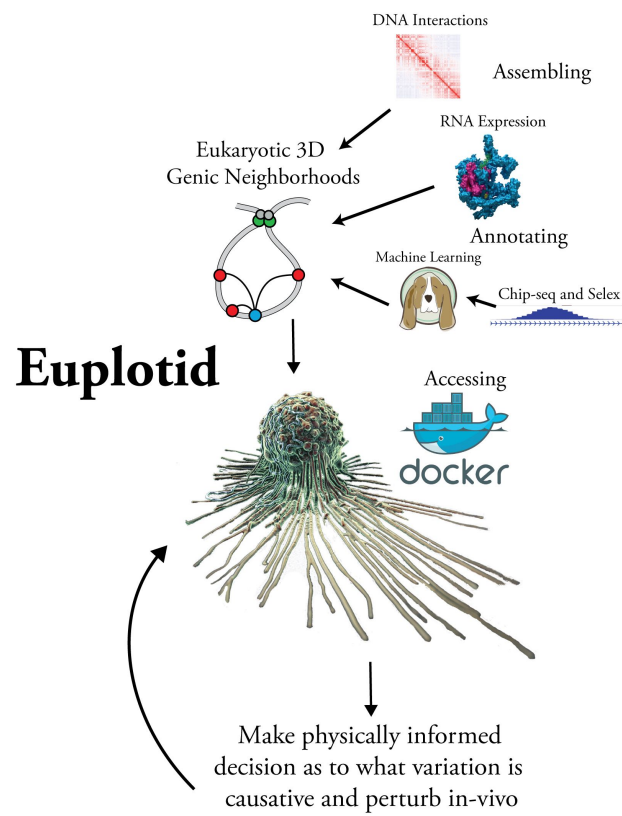 DNA Interactions
Assembling
RNA Expression
Eukaryotic 3D
Genic Neighborhoods
Annotating
Machine Learning
Chip-seq and Selex
Euplotid
Accessing
docker
Make physically informed
decision as to what variation is
causative and perturb in-vivo